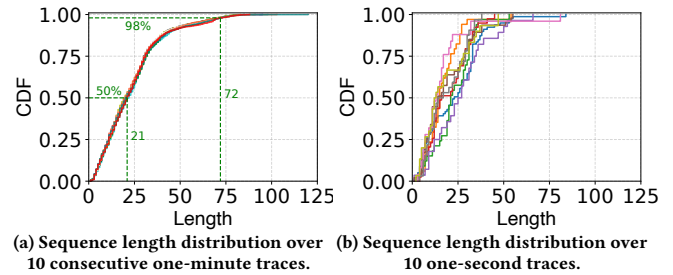 CDF
1.00
0.75
0.50
0.25
0.00
98%
50%
21
72
0 25 50 75 100 125
Length
(a) Sequence length distribution over
10 consecutive one-minute traces.
CDF
1.00
0.75
0.50
0.25
0.00
0 25 50 75 100 125
Length
(b) Sequence length distribution over
10 one-second traces.